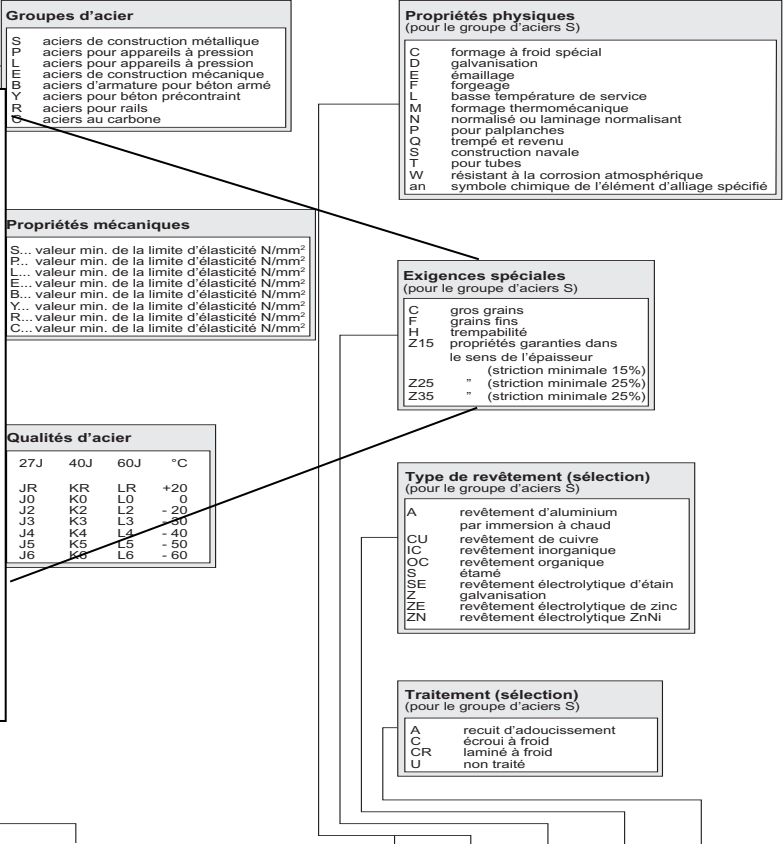 Groupes d'acier
S aciers de construction métallique
P aciers pour appareils à pression
L aciers pour appareils à pression
E aciers de construction mécanique
B aciers d'armature pour béton armé
Y aciers pour béton précontraint
R aciers pour rails
C aciers au carbone
Propriétés mécaniques
S... valeur min. de la limite d'élasticité N/mm²
P... valeur min. de la limite d'élasticité N/mm²
L... valeur min. de la limite d'élasticité N/mm²
E... valeur min. de la limite d'élasticité N/mm²
B... valeur min. de la limite d'élasticité N/mm²
Y... valeur min. de la limite d'élasticité N/mm²
R... valeur min. de la limite d'élasticité N/mm²
C... valeur min. de la limite d'élasticité N/mm²
Qualités d'acier
27J 40J 60J °C
JR KR LR +20
J0 K0 L0 0
J2 K2 L2 - 20
J3 K3 L3 - 30
J4 K4 L4 - 40
J5 K5 L5 - 50
J6 K6 L6 - 60
Propriétés physiques
(pour le groupe d'aciers S)
C formage à froid spécial
D galvanisation
E émaillage
F forgeage
L basse température de service
M formage thermomécanique
N normalisé ou laminage normalisant
P pour palplanches
Q trempé et revenu
S construction navale
T pour tubes
W résistant à la corrosion atmosphérique
an symbole chimique de l'élément d'alliage spécifié
Exigences spéciales
(pour le groupe d'aciers S)
C gros grains
F grains fins
H trempabilité
Z15 propriétés garanties dans
le sens de l'épaisseur
(striction minimale 15%)
Z25 " (striction minimale 25%)
Z35 " (striction minimale 25%)
Type de revêtement (sélection)
(pour le groupe d'aciers S)
A revêtement d'aluminium
par immersion à chaud
CU revêtement de cuivre
IC revêtement inorganique
OC revêtement organique
S étamé
SE revêtement électrolytique d'étain
Z galvanisation
ZE revêtement électrolytique de zinc
ZN revêtement électrolytique ZnNi
Traitement (sélection)
(pour le groupe d'aciers S)
A recuit d'adoucissement
C écroui à froid
CR laminé à froid
U non traité